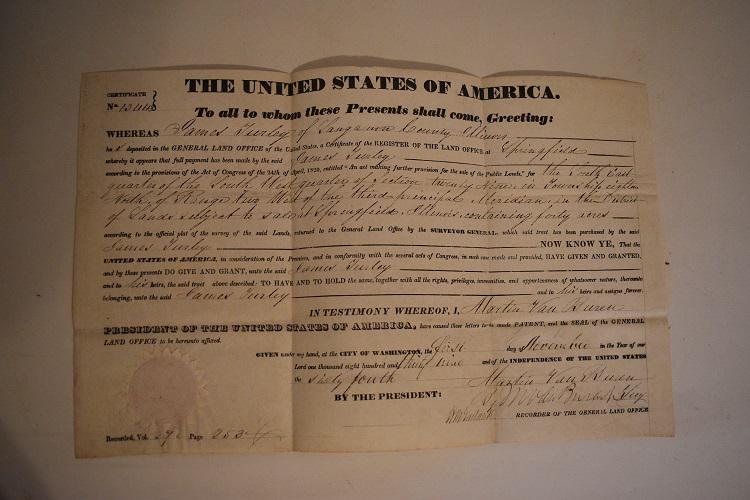 THE UNITED STATES OF AMERICA.
CERTIFICATE
No.
To all to whom these Presents shall come, Greeting:
WHEREAS James Turley of Sangamon County Illinois
ha s deposited in the GENERAL LAND OFFICE of the United States, a Certificate of the REGISTER OF THE LAND OFFICE at Springfield
whereby it appears that full payment has been made by the said James Turley
according to the provisions of the Act of Congress of the 24th of April, 1820, entitled "An act making further provision for the sale of the Public Lands," for the South East
quarter of the South West quarter of Section twenty Nine in Township eighteen
North, of Range West of the third principal Meridian, in the District
of Lands subject to sale at Springfield, Illinois, containing forty acres
according to the official plat of the survey of the said Lands, returned to the General Land Office by the SURVEYOR GENERAL, which said tract has been purchased by the said
James Turley NOW KNOW YE, That the
UNITED STATES OF AMERICA, in consideration of the Premises, and in conformity with the several acts of Congress, in such case made and provided, HAVE GIVEN AND GRANTED,
and by these presents DO GIVE AND GRANT, unto the said James Turley
and to his heirs, the said tract above described: TO HAVE AND TO HOLD the same, together with all the rights, privileges, immunities, and appurtenances of whatsoever nature, thereunto
belonging, unto the said James Turley and to his heirs and assigns forever.
IN TESTIMONY WHEREOF, I, Martin Van Buren
PRESIDENT OF THE UNITED STATES OF AMERICA, have caused these letters to be made PATENT, and the SEAL of the GENERAL
LAND OFFICE to be hereunto affixed.
GIVEN under my hand, at the CITY OF WASHINGTON, the first day of November in the Year of our
Lord one thousand eight hundred and thirty nine and of the INDEPENDENCE OF THE UNITED STATES
the sixty fourth Martin Van Buren
BY THE PRESIDENT:
By Secy
RECORDER OF THE GENERAL LAND OFFICE
Recorded, Vol. Page 253